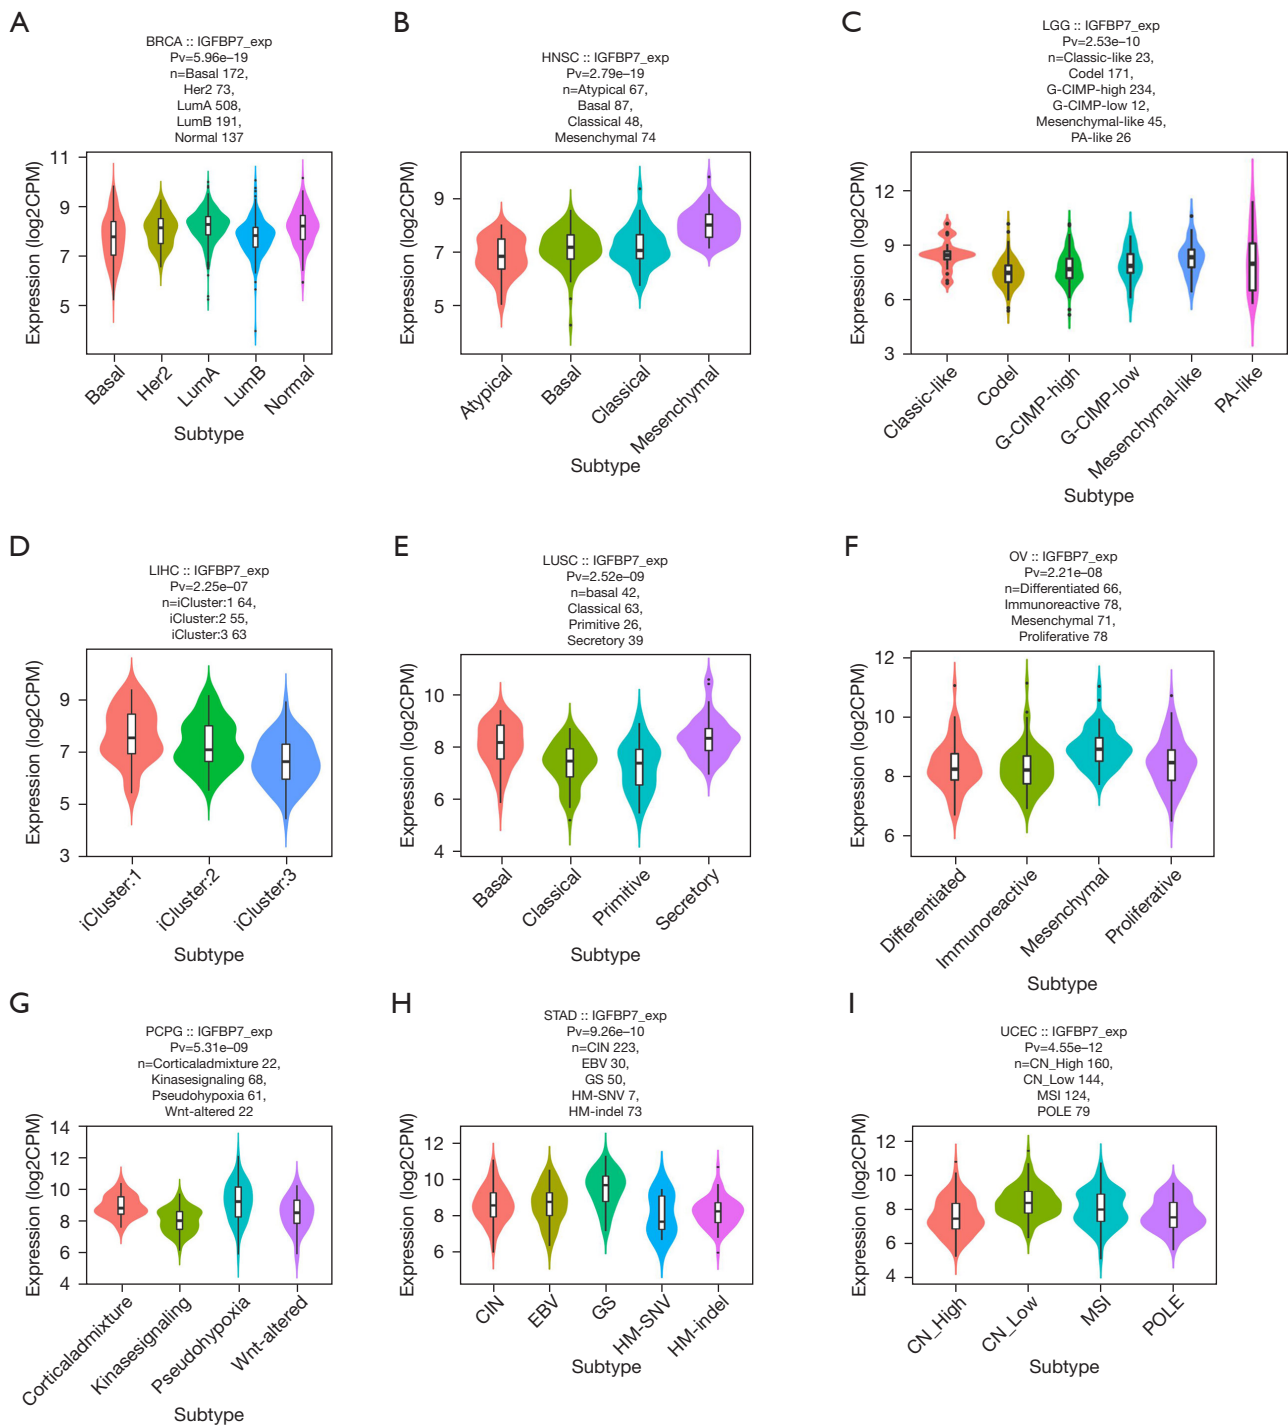 A
BRCA :: IGFBP7_exp
Pv=5.96e–19
n=Basal 172,
Her2 73,
LumA 508,
LumB 191,
Normal 137
Expression (log2CPM)
11
9
7
5
Basal
Her2
LumA
LumB
Normal
Subtype
B
HNSC :: IGFBP7_exp
Pv=2.79e–19
n=Atypical 67,
Basal 87,
Classical 48,
Mesenchymal 74
Expression (log2CPM)
9
7
5
Atypical
Basal
Classical
Mesenchymal
Subtype
C
LGG :: IGFBP7_exp
Pv=2.53e–10
n=Classic-like 23,
Codel 171,
G-CIMP-high 234,
G-CIMP-low 12,
Mesenchymal-like 45,
PA-like 26
Expression (log2CPM)
12
9
6
3
Classic-like
Codel
G-CIMP-high
G-CIMP-low
Mesenchymal-like
PA-like
Subtype
D
LIHC :: IGFBP7_exp
Pv=2.25e–07
n=iCluster:1 64,
iCluster:2 55,
iCluster:3 63
Expression (log2CPM)
9
7
5
3
iCluster:1
iCluster:2
iCluster:3
Subtype
E
LUSC :: IGFBP7_exp
Pv=2.52e–09
n=basal 42,
Classical 63,
Primitive 26,
Secretory 39
Expression (log2CPM)
10
8
6
4
Basal
Classical
Primitive
Secretory
Subtype
F
OV :: IGFBP7_exp
Pv=2.21e–08
n=Differentiated 66,
Immunoreactive 78,
Mesenchymal 71,
Proliferative 78
Expression (log2CPM)
12
10
8
6
Differentiated
Immunoreactive
Mesenchymal
Proliferative
Subtype
G
PCPG :: IGFBP7_exp
Pv=5.31e–09
n=Corticaladmixture 22,
Kinasesignaling 68,
Pseudohypoxia 61,
Wnt-altered 22
Expression (log2CPM)
14
12
10
8
6
4
Corticaladmixture
Kinasesignaling
Pseudohypoxia
Wnt-altered
Subtype
H
STAD :: IGFBP7_exp
Pv=9.26e–10
n=CIN 223,
EBV 30,
GS 50,
HM-SNV 7,
HM-indel 73
Expression (log2CPM)
12
10
8
6
CIN
EBV
GS
HM-SNV
HM-indel
Subtype
I
UCEC :: IGFBP7_exp
Pv=4.55e–12
n=CN_High 160,
CN_Low 144,
MSI 124,
POLE 79
Expression (log2CPM)
12
10
8
6
4
CN_High
CN_Low
MSI
POLE
Subtype